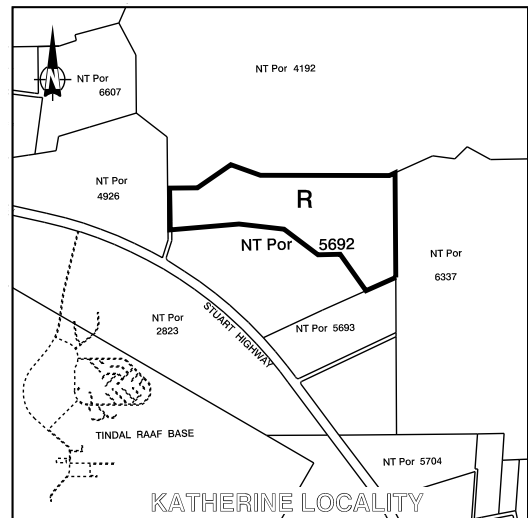 NT Por 4192
N
NT Por
6607
NT Por
4926
R
NT Por 5692
NT Por
6337
NT Por
2823
STUART HIGHWAY
NT Por 5693
TINDAL RAAF BASE
NT Por 5704
KATHERINE LOCALITY